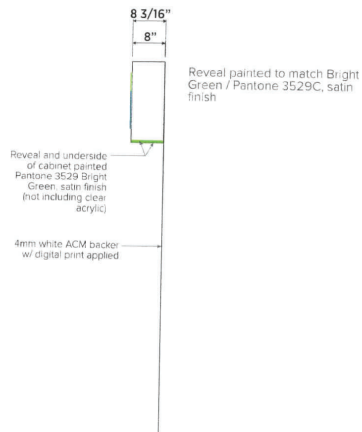 8 3/16"
8"
Reveal painted to match Bright
Green / Pantone 3529C, satin
finish
Reveal and underside
of cabinet painted
Pantone 3529 Bright
Green, satin finish
(not including clear
acrylic)
4mm white ACM backer
w/ digital print applied